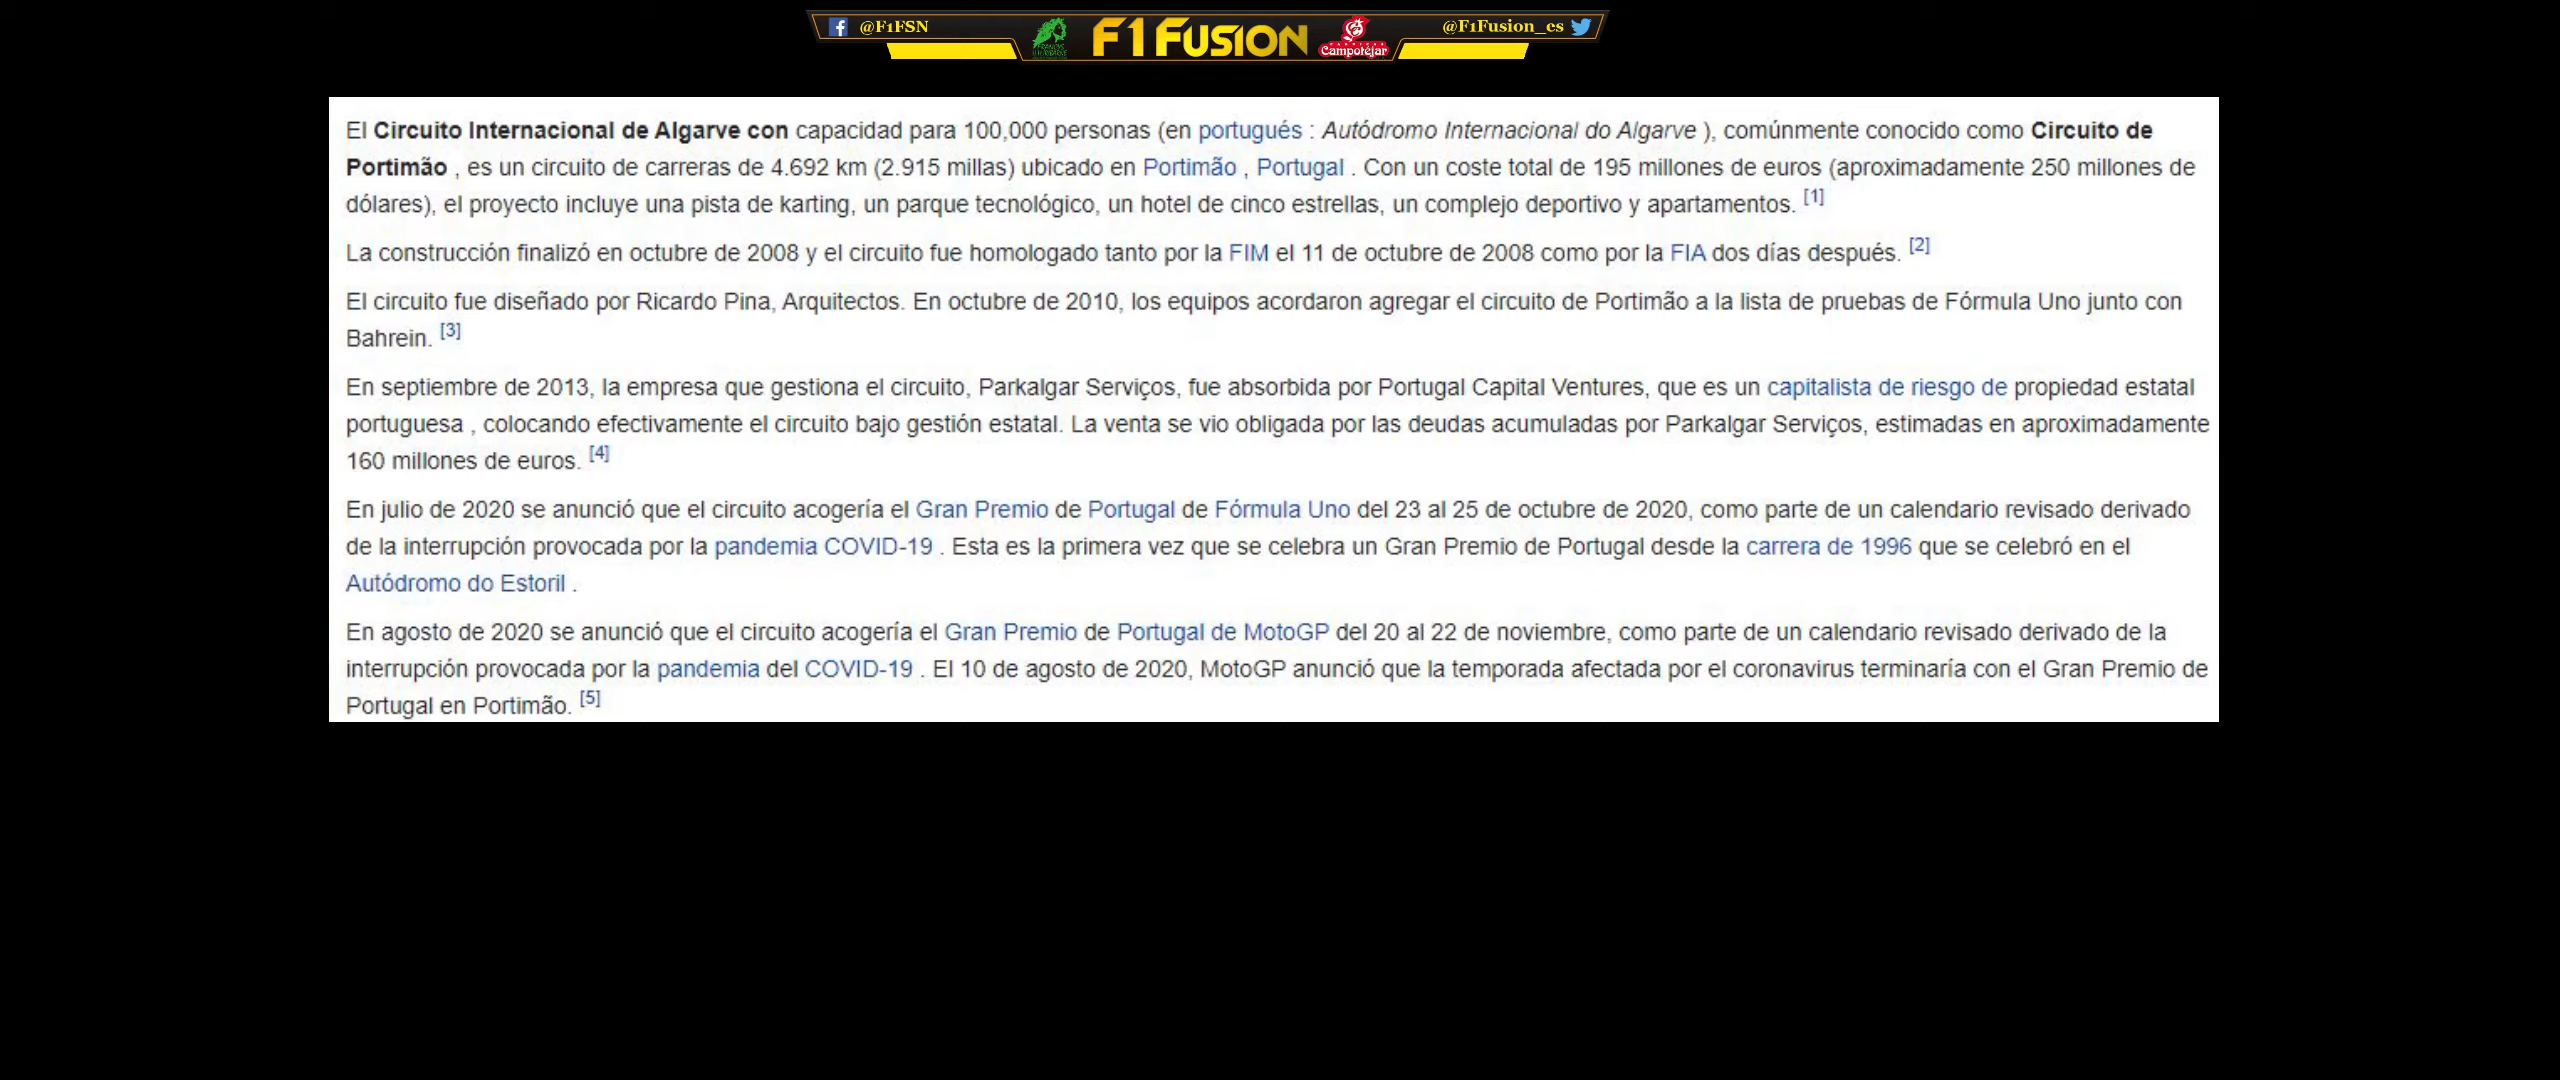 @F1FSN F1 FUSION Campotéjar @F1Fusion_es
El Circuito Internacional de Algarve con capacidad para 100,000 personas (en portugués : Autódromo Internacional do Algarve ), comúnmente conocido como Circuito de
Portimão , es un circuito de carreras de 4.692 km (2.915 millas) ubicado en Portimão , Portugal . Con un coste total de 195 millones de euros (aproximadamente 250 millones de
dólares), el proyecto incluye una pista de karting, un parque tecnológico, un hotel de cinco estrellas, un complejo deportivo y apartamentos. [1]
La construcción finalizó en octubre de 2008 y el circuito fue homologado tanto por la FIM el 11 de octubre de 2008 como por la FIA dos días después. [2]
El circuito fue diseñado por Ricardo Pina, Arquitectos. En octubre de 2010, los equipos acordaron agregar el circuito de Portimão a la lista de pruebas de Fórmula Uno junto con
Bahrein. [3]
En septiembre de 2013, la empresa que gestiona el circuito, Parkalgar Serviços, fue absorbida por Portugal Capital Ventures, que es un capitalista de riesgo de propiedad estatal
portuguesa , colocando efectivamente el circuito bajo gestión estatal. La venta se vio obligada por las deudas acumuladas por Parkalgar Serviços, estimadas en aproximadamente
160 millones de euros. [4]
En julio de 2020 se anunció que el circuito acogería el Gran Premio de Portugal de Fórmula Uno del 23 al 25 de octubre de 2020, como parte de un calendario revisado derivado
de la interrupción provocada por la pandemia COVID-19 . Esta es la primera vez que se celebra un Gran Premio de Portugal desde la carrera de 1996 que se celebró en el
Autódromo do Estoril .
En agosto de 2020 se anunció que el circuito acogería el Gran Premio de Portugal de MotoGP del 20 al 22 de noviembre, como parte de un calendario revisado derivado de la
interrupción provocada por la pandemia del COVID-19 . El 10 de agosto de 2020, MotoGP anunció que la temporada afectada por el coronavirus terminaría con el Gran Premio de
Portugal en Portimão. [5]